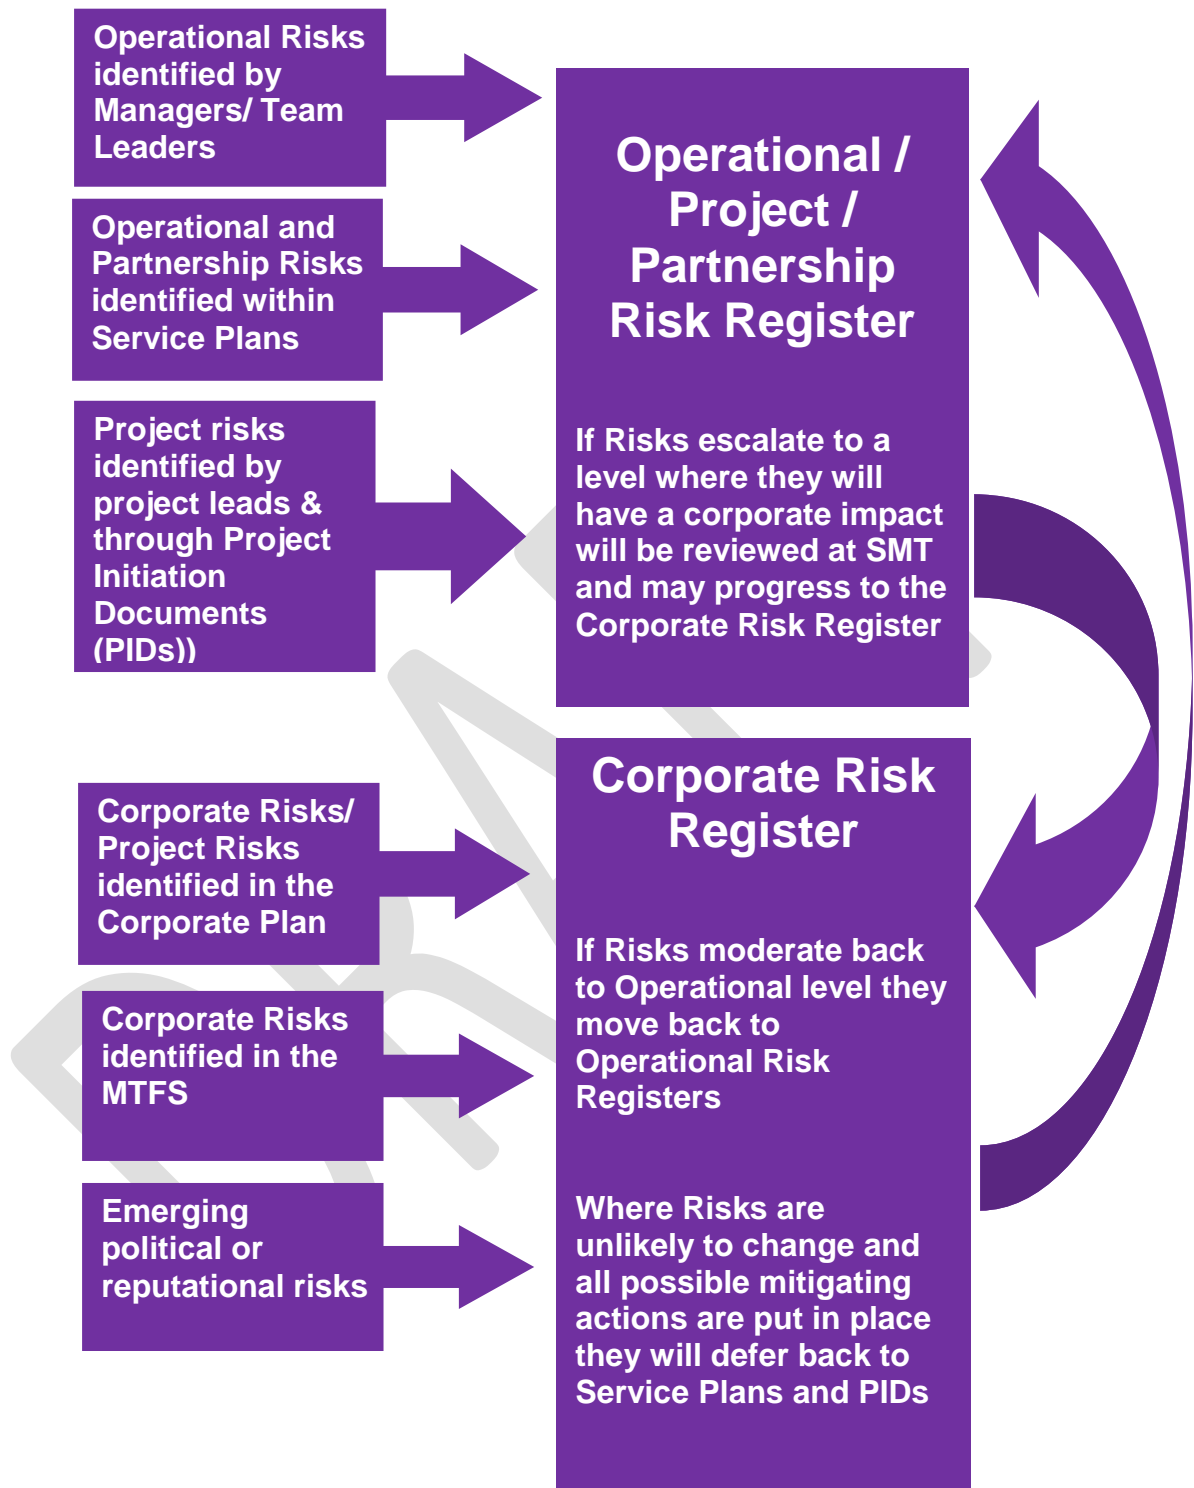 Operational Risks
identified by
Managers/ Team
Leaders
Operational and
Partnership Risks
identified within
Service Plans
Project risks
identified by
project leads &
through Project
Initiation
Documents
(PIDs))
Operational /
Project /
Partnership
Risk Register
If Risks escalate to a
level where they will
have a corporate impact
will be reviewed at SMT
and may progress to the
Corporate Risk Register
Corporate Risks/
Project Risks
identified in the
Corporate Plan
Corporate Risks
identified in the
MTFS
Emerging
political or
reputational risks
Corporate Risk
Register
If Risks moderate back
to Operational level they
move back to
Operational Risk
Registers
Where Risks are
unlikely to change and
all possible mitigating
actions are put in place
they will defer back to
Service Plans and PIDs